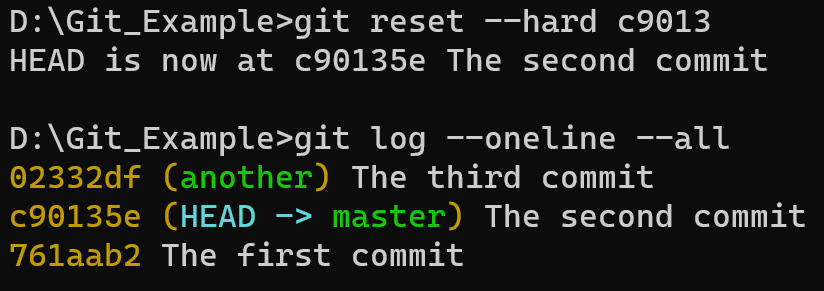 D:\Git_Example>git reset --hard c9013
HEAD is now at c90135e The second commit
D:\Git_Example>git log --oneline --all
02332df (another) The third commit
c90135e (HEAD -> master) The second commit
761aab2 The first commit